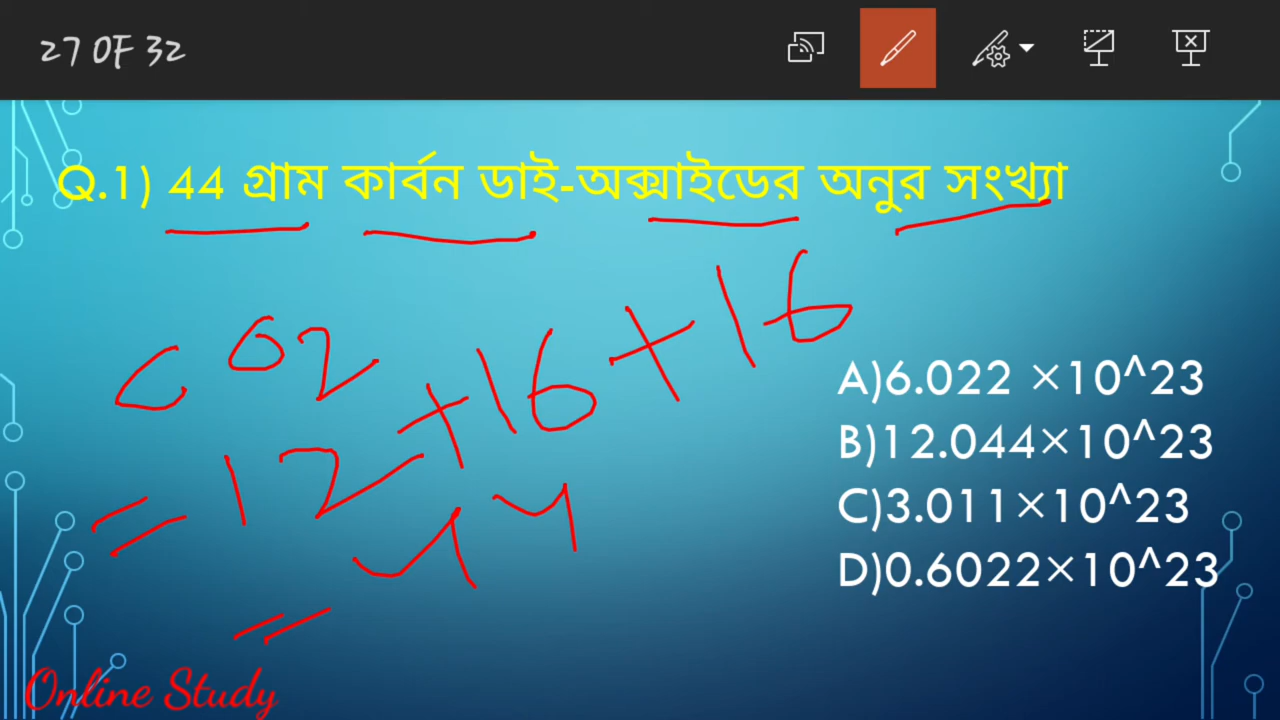 27 OF 32
Q.1) 44 গ্রাম কার্বন ডাই-অক্সাইডের অনুর সংখ্যা
CO2
= 12+16+16
= 44
A)6.022 ×10^23
B)12.044×10^23
C)3.011×10^23
D)0.6022×10^23
Online Study